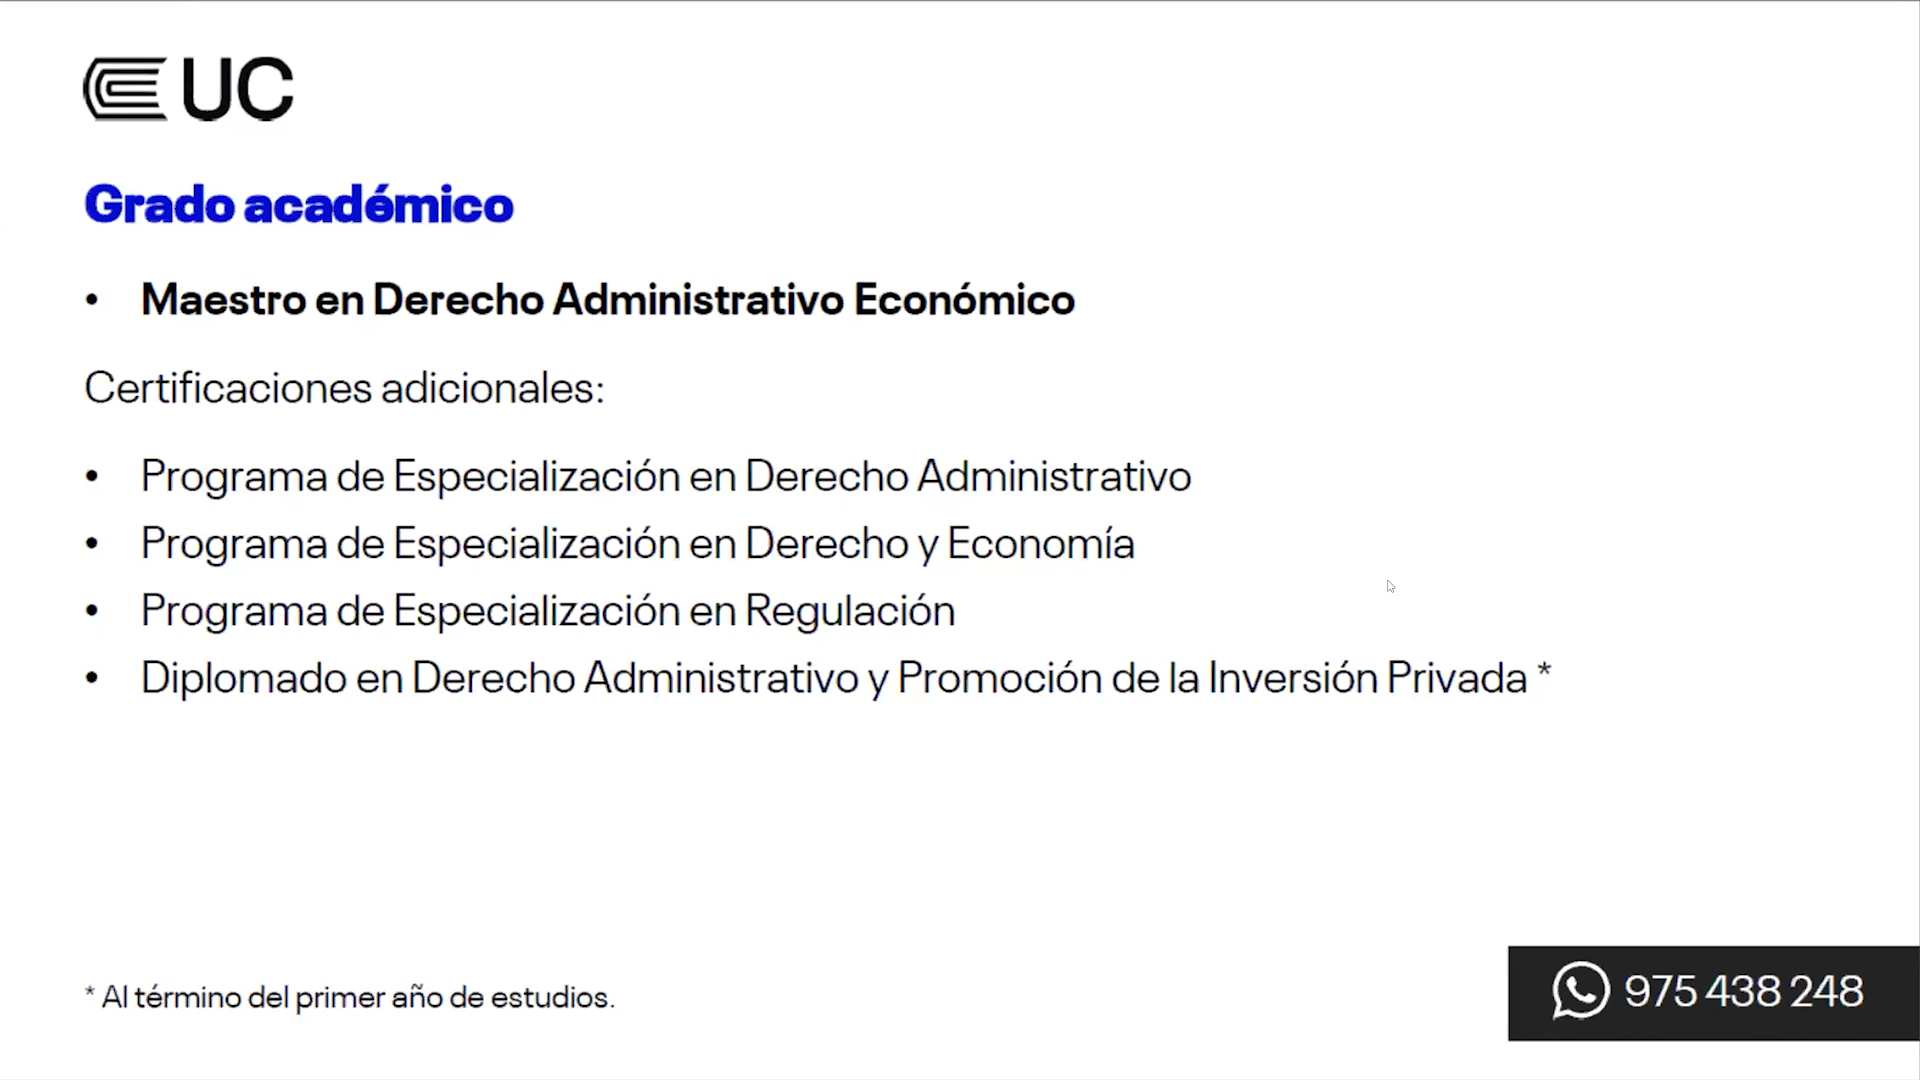 UC
Grado académico
• Maestro en Derecho Administrativo Económico
Certificaciones adicionales:
• Programa de Especialización en Derecho Administrativo
• Programa de Especialización en Derecho y Economía
• Programa de Especialización en Regulación
• Diplomado en Derecho Administrativo y Promoción de la Inversión Privada *
* Al término del primer año de estudios.
975 438 248